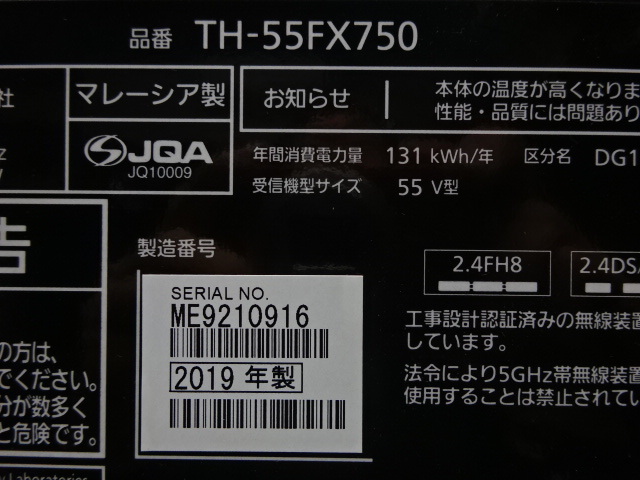 品番 TH-55FX750
社
マレーシア製
お知らせ
本体の温度が高くなりま
性能・品質には問題あり
JQA
JQ10009
年間消費電力量 131 kWh/年 区分名 DG1
受信機型サイズ 55 V型
告
製造番号
2.4FH8
2.4DS/
SERIAL NO.
ME9210916
2019 年製
工事設計認証済みの無線装置
しています。
法令により5GHz帯無線装置
使用することは禁止されてい
の方は、
でください。
分が数多く
と危険です。
y Laboratories